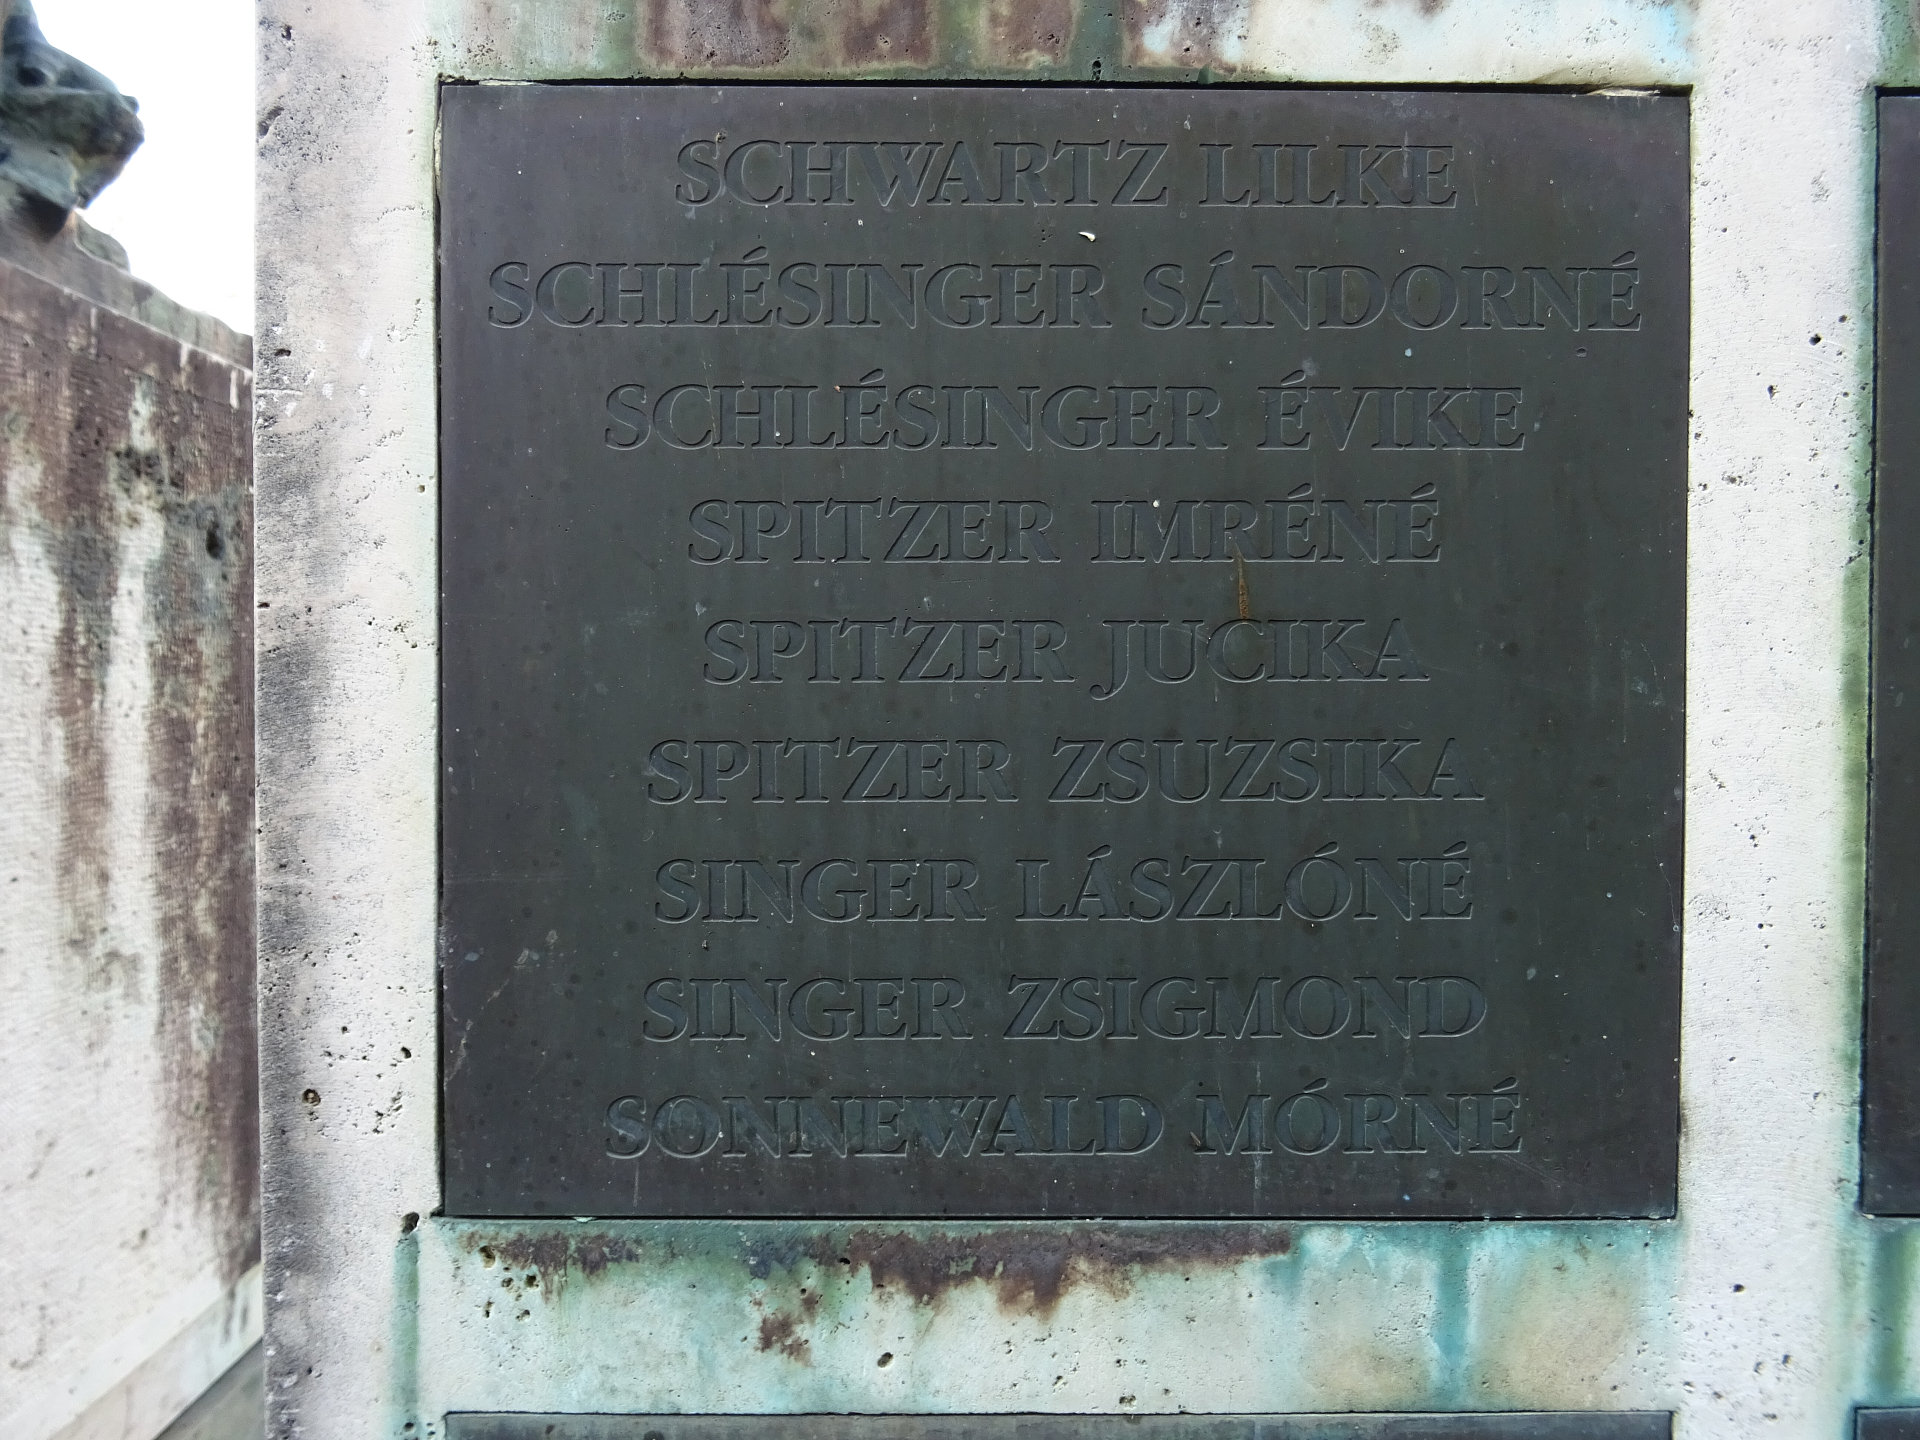 SCHWARTZ LILKE
SCHLÉSINGER SÁNDORNÉ
SCHLÉSINGER ÉVIKE
SPITZER IMRÉNÉ
SPITZER JUCIKA
SPITZER ZSUZSIKA
SINGER LÁSZLÓNÉ
SINGER ZSIGMOND
SONNEWALD MÓRNÉ